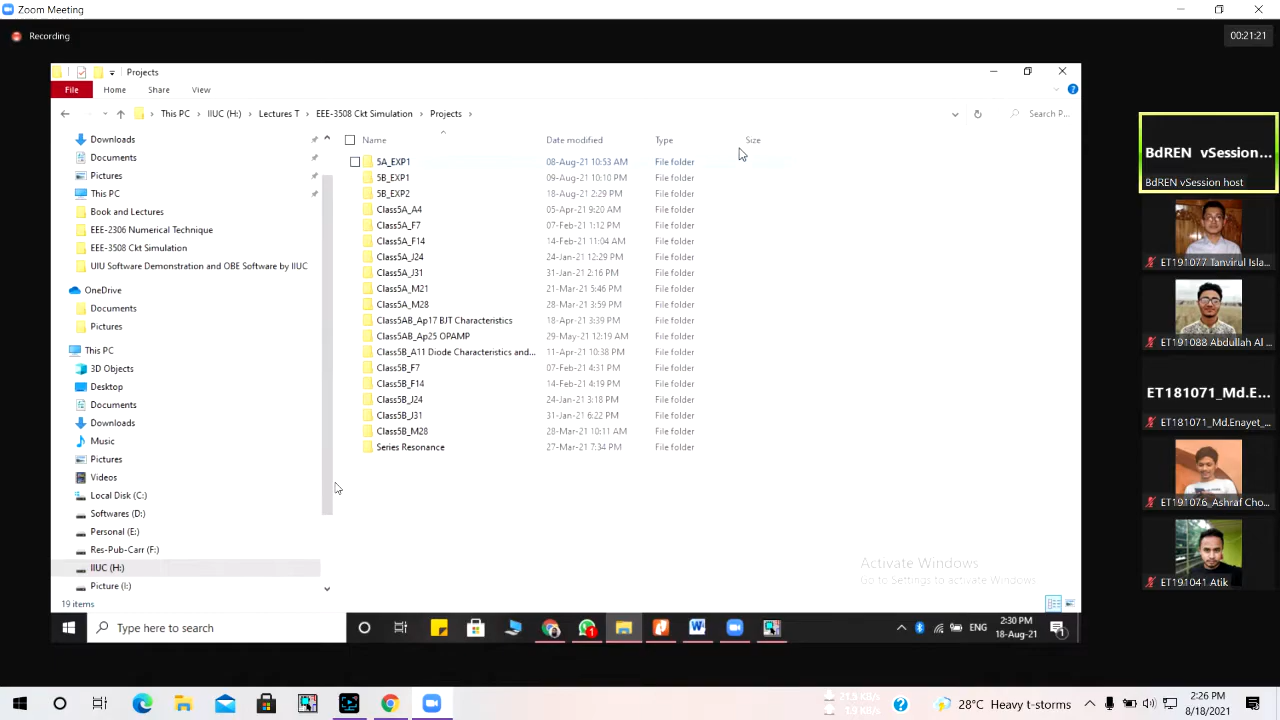 Zoom Meeting
Recording
00:21:21
Projects
File Home Share View
This PC > IIUC (H:) > Lectures T > EEE-3508 Ckt Simulation > Projects >
Search P...
Name Date modified Type Size
Downloads
Documents
Pictures
This PC
Book and Lectures
EEE-2306 Numerical Technique
EEE-3508 Ckt Simulation
UIU Software Demonstration and OBE Software by IIUC
OneDrive
Documents
Pictures
This PC
3D Objects
Desktop
Documents
Downloads
Music
Pictures
Videos
Local Disk (C:)
Softwares (D:)
Personal (E:)
Res-Pub-Carr (F:)
IIUC (H:)
Picture (I:)
19 items
5A_EXP1 08-Aug-21 10:53 AM File folder
5B_EXP1 09-Aug-21 10:10 PM File folder
5B_EXP2 18-Aug-21 2:29 PM File folder
Class5A_A4 05-Apr-21 9:20 AM File folder
Class5A_F7 07-Feb-21 1:12 PM File folder
Class5A_F14 14-Feb-21 11:04 AM File folder
Class5A_J24 24-Jan-21 12:29 PM File folder
Class5A_J31 31-Jan-21 2:16 PM File folder
Class5A_M21 21-Mar-21 5:46 PM File folder
Class5A_M28 28-Mar-21 3:59 PM File folder
Class5AB_Ap17 BJT Characteristics 18-Apr-21 3:39 PM File folder
Class5AB_Ap25 OPAMP 29-May-21 12:19 AM File folder
Class5B_A11 Diode Characteristics and... 11-Apr-21 10:38 PM File folder
Class5B_F7 07-Feb-21 4:31 PM File folder
Class5B_F14 14-Feb-21 4:19 PM File folder
Class5B_J24 24-Jan-21 3:18 PM File folder
Class5B_J31 31-Jan-21 6:22 PM File folder
Class5B_M28 28-Mar-21 10:11 AM File folder
Series Resonance 27-Mar-21 7:34 PM File folder
Activate Windows
Go to Settings to activate Windows
BdREN vSession...
BdREN vSession host
ET191077 Tanvirul Isla...
ET191088 Abdullah Al ...
ET181071_Md.E...
ET181071_Md.Enayet_...
ET191076_Ashraf Cho...
ET191041 Atik
Type here to search
1
ENG
2:30 PM
18-Aug-21
1
21.5 KB/s
1.9 KB/s
28°C Heavy t-storms
2:26 PM
8/18/2021